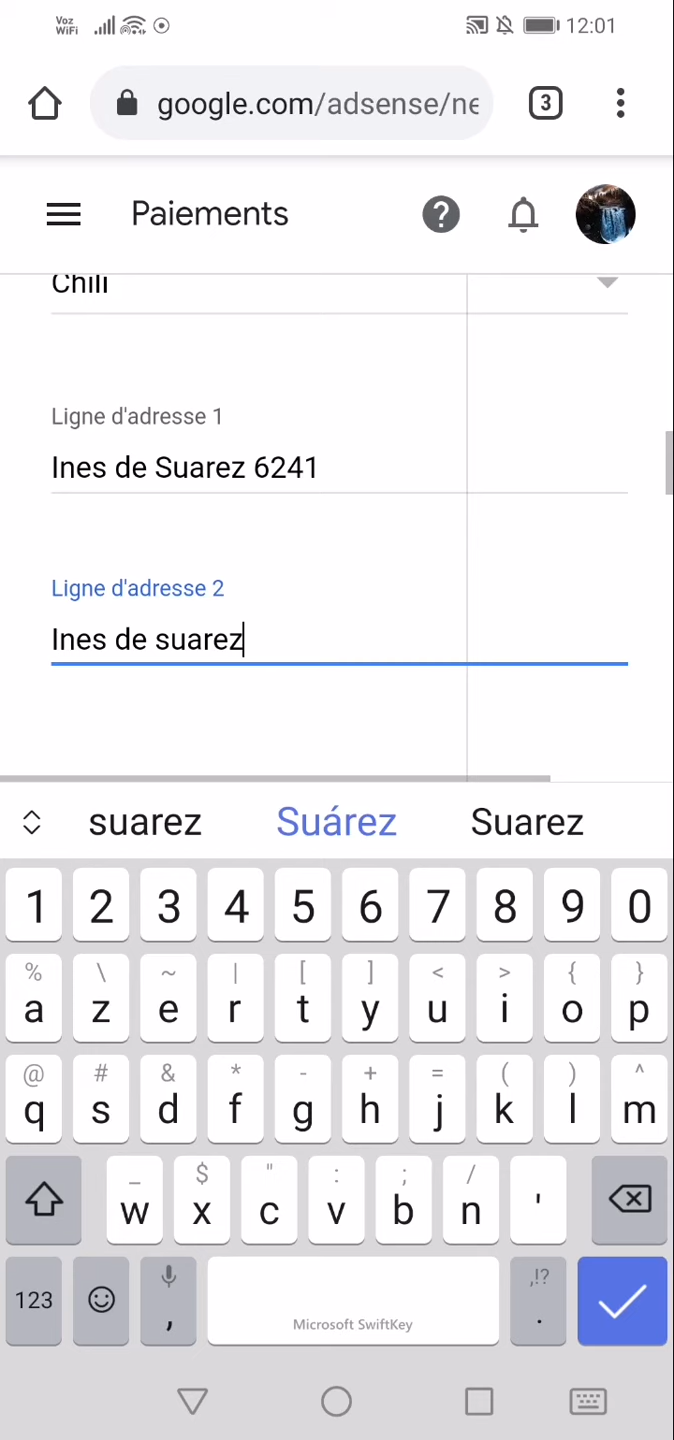 Voz
WiFi
12:01
google.com/adsense/ne
3
Paiements
Chili
Ligne d'adresse 1
Ines de Suarez 6241
Ligne d'adresse 2
Ines de suarez
suarez Suárez Suarez
1 2 3 4 5 6 7 8 9 0
% \ ~ | [ ] < > { }
a z e r t y u i o p
@ # & * - + = ( ) ^
q s d f g h j k l m
_ $ " : ; /
w x c v b n '
,!?
123 , Microsoft SwiftKey .